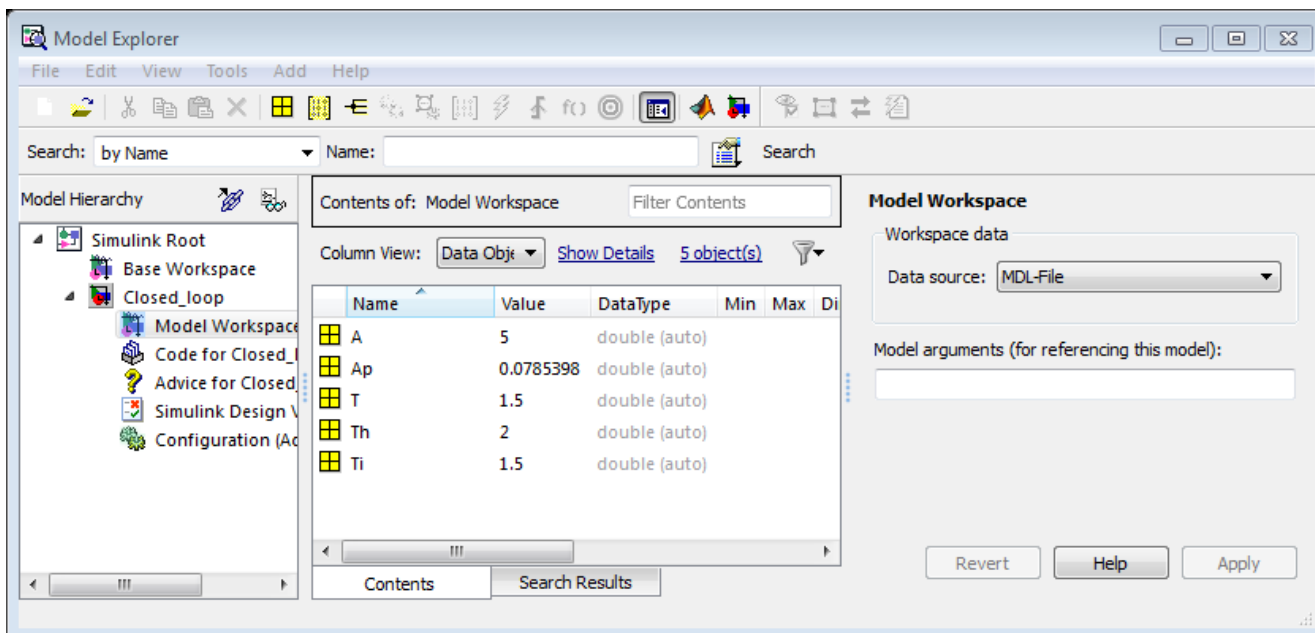 Model Explorer
File Edit View Tools Add Help
f()
Search: by Name Name: Search
Model Hierarchy
Simulink Root
Base Workspace
Closed_loop
Model Workspace
Code for Closed_l
Advice for Closed_
Simulink Design V
Configuration (Ac
Contents of: Model Workspace Filter Contents
Column View: Data Obje Show Details 5 object(s)
Name Value DataType Min Max Di
A 5 double (auto)
Ap 0.0785398 double (auto)
T 1.5 double (auto)
Th 2 double (auto)
Ti 1.5 double (auto)
Contents Search Results
Model Workspace
Workspace data
Data source: MDL-File
Model arguments (for referencing this model):
Revert Help Apply